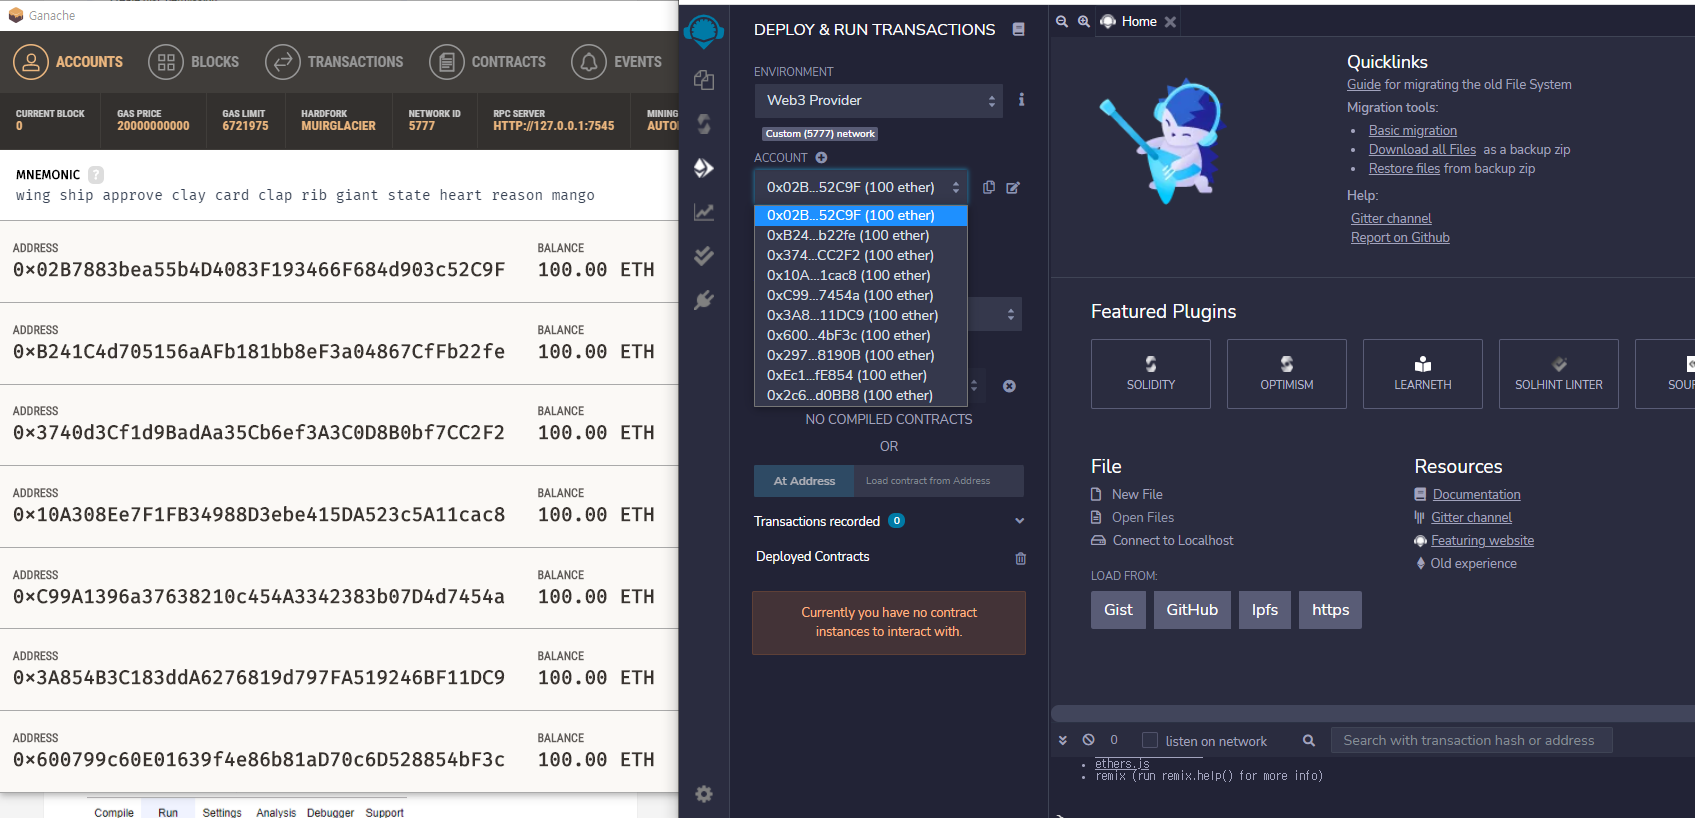 Ganache
ACCOUNTS
BLOCKS
TRANSACTIONS
CONTRACTS
EVENTS
CURRENT BLOCK
0
GAS PRICE
20000000000
GAS LIMIT
6721975
HARDFORK
MUIRGLACIER
NETWORK ID
5777
RPC SERVER
HTTP://127.0.0.1:7545
MINING
AUTO
MNEMONIC ?
wing ship approve clay card clap rib giant state heart reason mango
ADDRESS BALANCE
0×02B7883bea55b4D4083F193466F684d903c52C9F 100.00 ETH
ADDRESS BALANCE
0×B241C4d705156aAFb181bb8eF3a04867CfFb22fe 100.00 ETH
ADDRESS BALANCE
0×3740d3Cf1d9BadAa35Cb6ef3A3C0D8B0bf7CC2F2 100.00 ETH
ADDRESS BALANCE
0×10A308Ee7F1FB34988D3ebe415DA523c5A11cac8 100.00 ETH
ADDRESS BALANCE
0×C99A1396a37638210c454A3342383b07D4d7454a 100.00 ETH
ADDRESS BALANCE
0×3A854B3C183ddA6276819d797FA519246BF11DC9 100.00 ETH
ADDRESS BALANCE
0×600799c60E01639f4e86b81aD70c6D528854bF3c 100.00 ETH
Compile Run Settings Analysis Debugger Support
DEPLOY & RUN TRANSACTIONS
ENVIRONMENT
Web3 Provider
Custom (5777) network
ACCOUNT
0x02B...52C9F (100 ether)
0x02B...52C9F (100 ether)
0xB24...b22fe (100 ether)
0x374...CC2F2 (100 ether)
0x10A...1cac8 (100 ether)
0xC99...7454a (100 ether)
0x3A8...11DC9 (100 ether)
0x600...4bF3c (100 ether)
0x297...8190B (100 ether)
0xEc1...fE854 (100 ether)
0x2c6...d0BB8 (100 ether)
NO COMPILED CONTRACTS
OR
At Address Load contract from Address
Transactions recorded 0
Deployed Contracts
Currently you have no contract
instances to interact with.
Home
Quicklinks
Guide for migrating the old File System
Migration tools:
• Basic migration
• Download all Files as a backup zip
• Restore files from backup zip
Help:
Gitter channel
Report on Github
Featured Plugins
SOLIDITY
OPTIMISM
LEARNETH
SOLHINT LINTER
SOUR
File
New File
Open Files
Connect to Localhost
LOAD FROM:
Gist GitHub Ipfs https
Resources
Documentation
Gitter channel
Featuring website
Old experience
0 listen on network Search with transaction hash or address
• ethers.js
• remix (run remix.help() for more info)